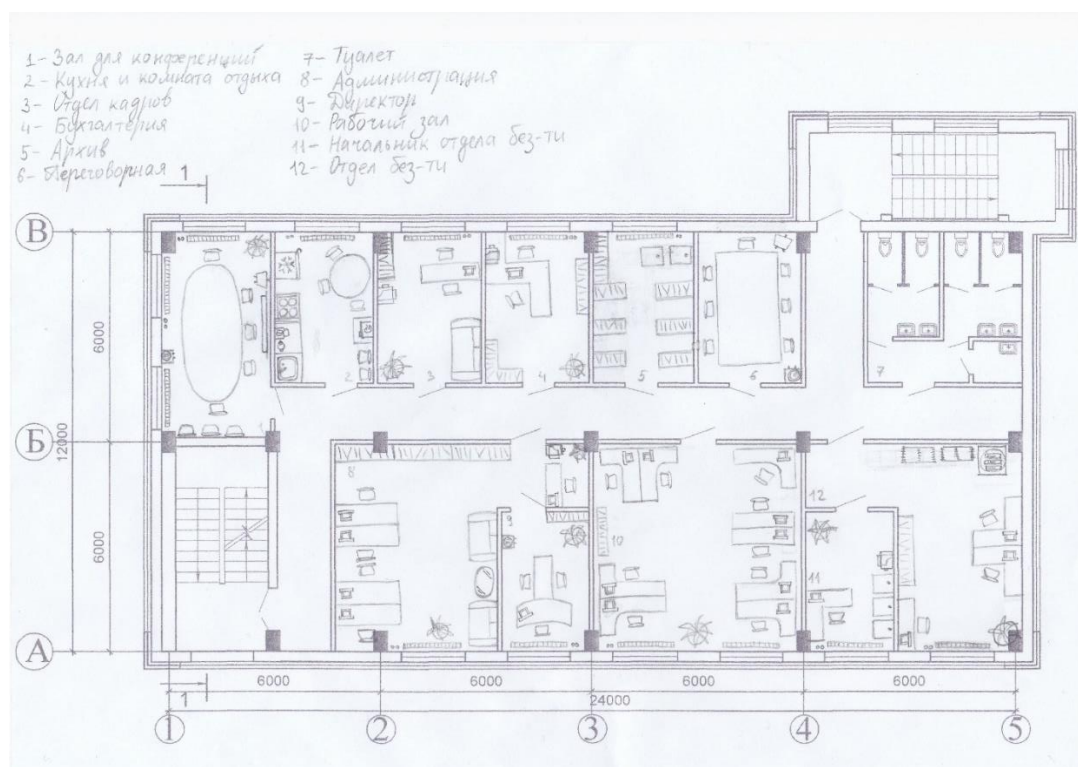 1- Зал для конференций
2- Кухня и комната отдыха
3- Отдел кадров
4- Бухгалтерия
5- Архив
6- Переговорная
7- Туалет
8- Администрация
9- Директор
10- Рабочий зал
11- Начальник отдела без-ти
12- Отдел без-ти
1
В
6000
2
3
4
5
6
7
Б
12000
1
8
9
10
12
11
6000
А
6000
6000
6000
6000
1
24000
1
2
3
4
5